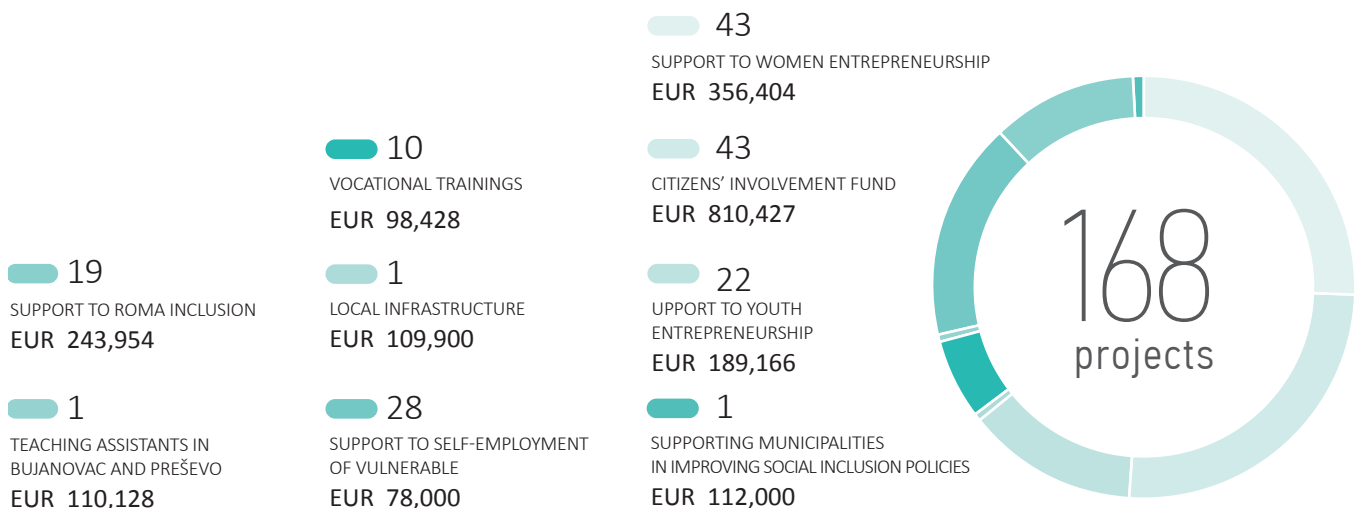 43
SUPPORT TO WOMEN ENTREPRENEURSHIP
EUR 356,404
10
VOCATIONAL TRAININGS
EUR 98,428
43
CITIZENS' INVOLVEMENT FUND
EUR 810,427
19
SUPPORT TO ROMA INCLUSION
EUR 243,954
1
LOCAL INFRASTRUCTURE
EUR 109,900
22
UPPORT TO YOUTH
ENTREPRENEURSHIP
EUR 189,166
1
TEACHING ASSISTANTS IN
BUJANOVAC AND PREŠEVO
EUR 110,128
28
SUPPORT TO SELF-EMPLOYMENT
OF VULNERABLE
EUR 78,000
1
SUPPORTING MUNICIPALITIES
IN IMPROVING SOCIAL INCLUSION POLICIES
EUR 112,000
168
projects